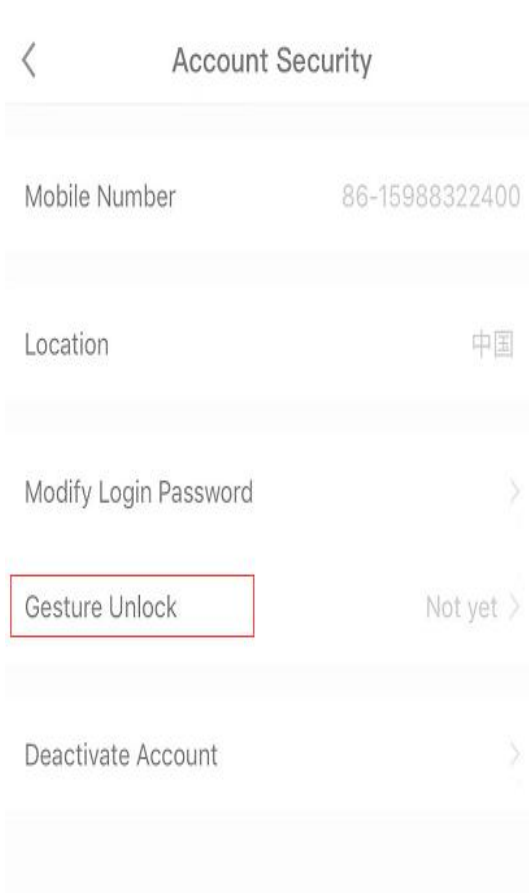 Account Security
Mobile Number 86-15988322400
Location 中国
Modify Login Password
Gesture Unlock Not yet
Deactivate Account